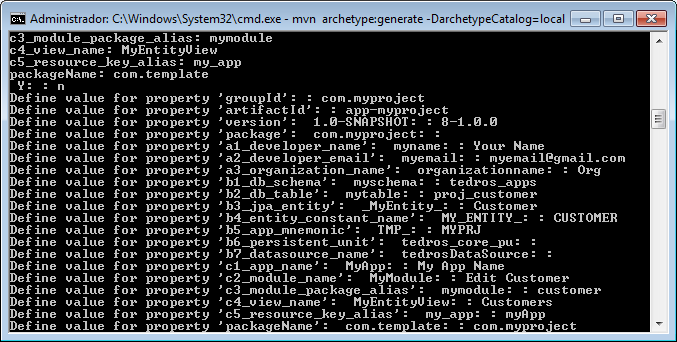 Administrador: C:\Windows\System32\cmd.exe - mvn archetype:generate -DarchetypeCatalog=local
c3_module_package_alias: mymodule
c4_view_name: MyEntityView
c5_resource_key_alias: my_app
packageName: com.template
Y: : n
Define value for property 'groupId': : com.myproject
Define value for property 'artifactId': : app-myproject
Define value for property 'version':  1.0-SNAPSHOT: : 8-1.0.0
Define value for property 'package':  com.myproject: :
Define value for property 'a1_developer_name':  myname: : Your Name
Define value for property 'a2_developer_email':  myemail: : myemail@gmail.com
Define value for property 'a3_organization_name':  organizationname: : Org
Define value for property 'b1_db_schema':  myschema: : tedros_apps
Define value for property 'b2_db_table':  mytable: : proj_customer
Define value for property 'b3_jpa_entity':  _MyEntity_: : Customer
Define value for property 'b4_entity_constant_name':  MY_ENTITY_: : CUSTOMER
Define value for property 'b5_app_mnemonic':  TMP_: : MYPRJ
Define value for property 'b6_persistent_unit':  tedros_core_pu: :
Define value for property 'b7_datasource_name':  tedrosDataSource: :
Define value for property 'c1_app_name':  MyApp: : My App Name
Define value for property 'c2_module_name':  MyModule: : Edit Customer
Define value for property 'c3_module_package_alias':  mymodule: : customer
Define value for property 'c4_view_name':  MyEntityView: : Customers
Define value for property 'c5_resource_key_alias':  my_app: : myApp
Define value for property 'packageName':  com.template: : com.myproject